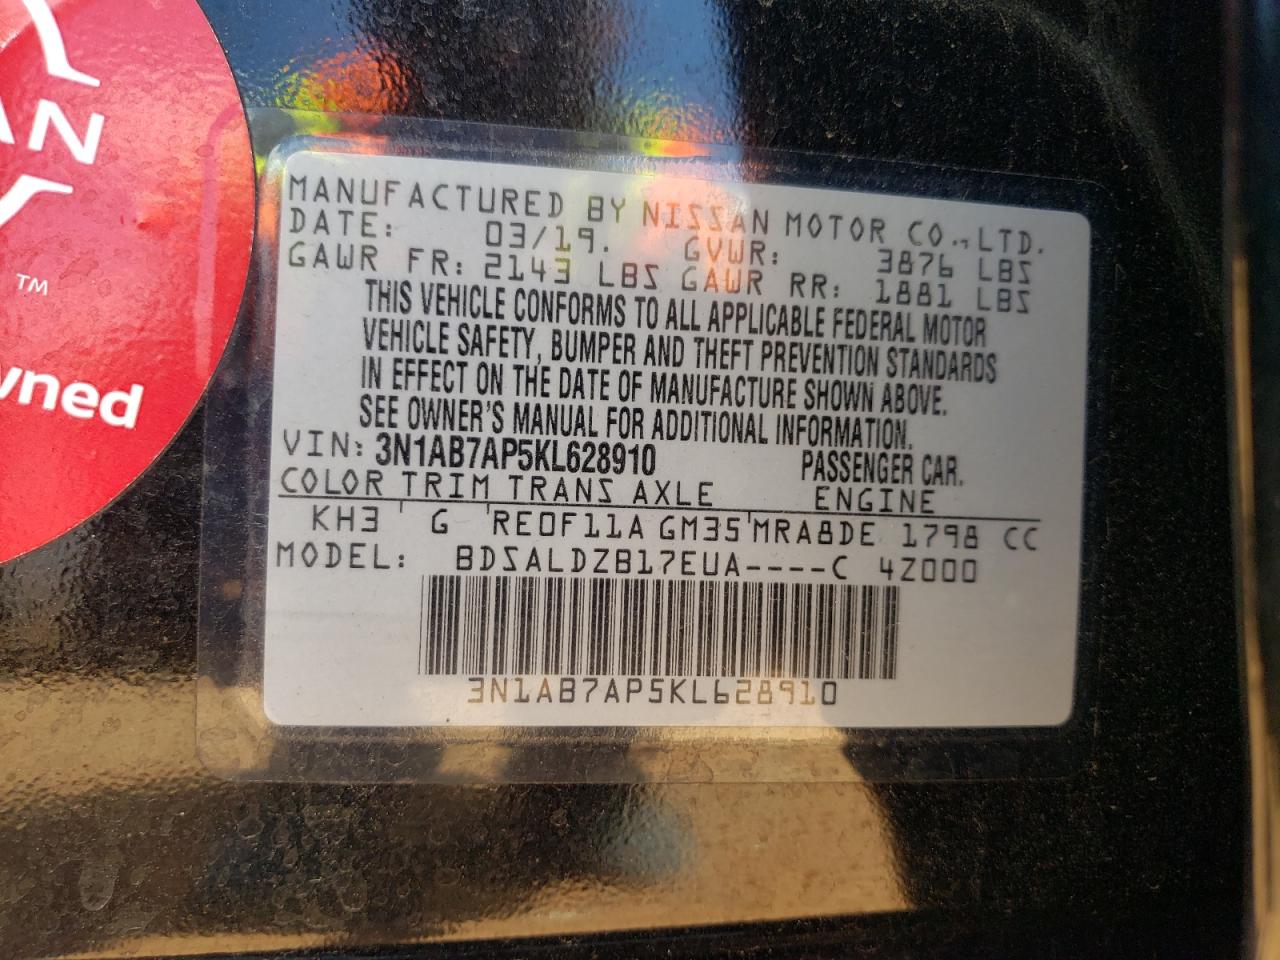 AN
TM
wned
MANUFACTURED BY NISSAN MOTOR CO.,LTD.
DATE: 03/19. GVWR: 3876 LBS
GAWR FR: 2143 LBS GAWR RR: 1881 LBS
THIS VEHICLE CONFORMS TO ALL APPLICABLE FEDERAL MOTOR
VEHICLE SAFETY, BUMPER AND THEFT PREVENTION STANDARDS
IN EFFECT ON THE DATE OF MANUFACTURE SHOWN ABOVE.
SEE OWNER'S MANUAL FOR ADDITIONAL INFORMATION.
VIN: 3N1AB7AP5KL628910 PASSENGER CAR.
COLOR TRIM TRANS AXLE ENGINE
KH3 ' G ' RE0F11A GM35 ' MRA8DE 1798 CC
MODEL: BDSALDZB17EUA----C 4Z000
3N1AB7AP5KL628910